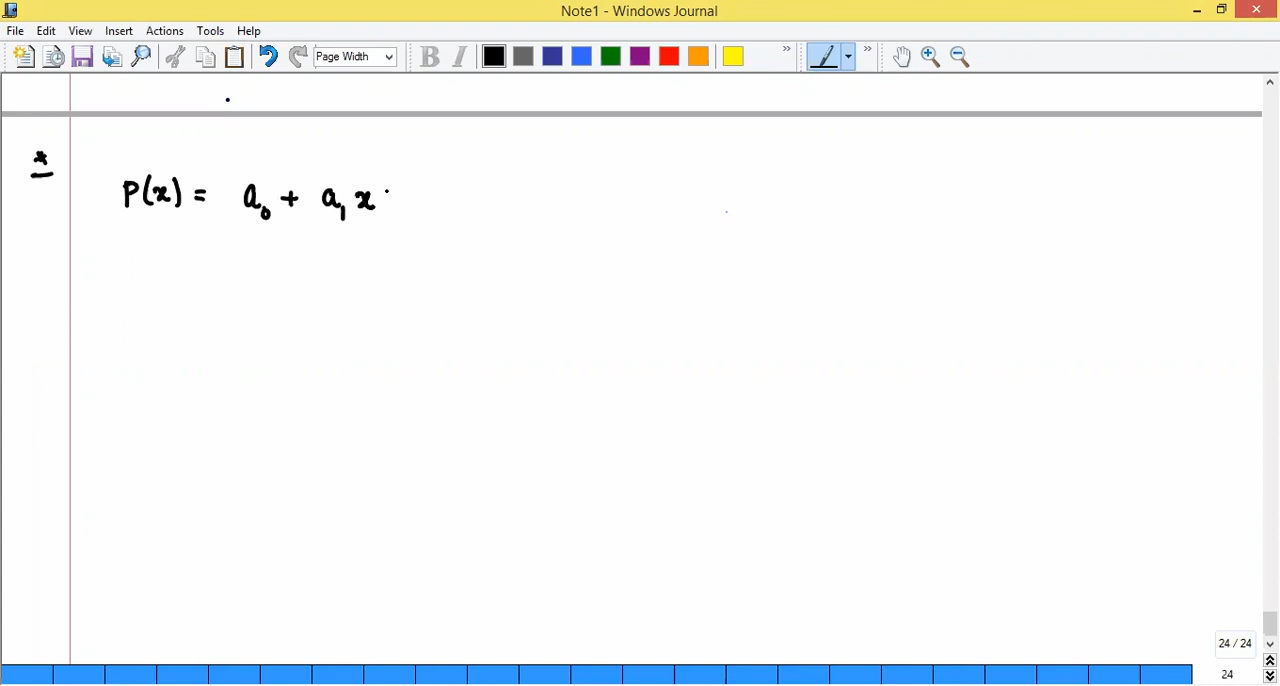 Note1 - Windows Journal
File Edit View Insert Actions Tools Help
Page Width B I
*
P(x) = a₀ + a₁ x
24 / 24
24